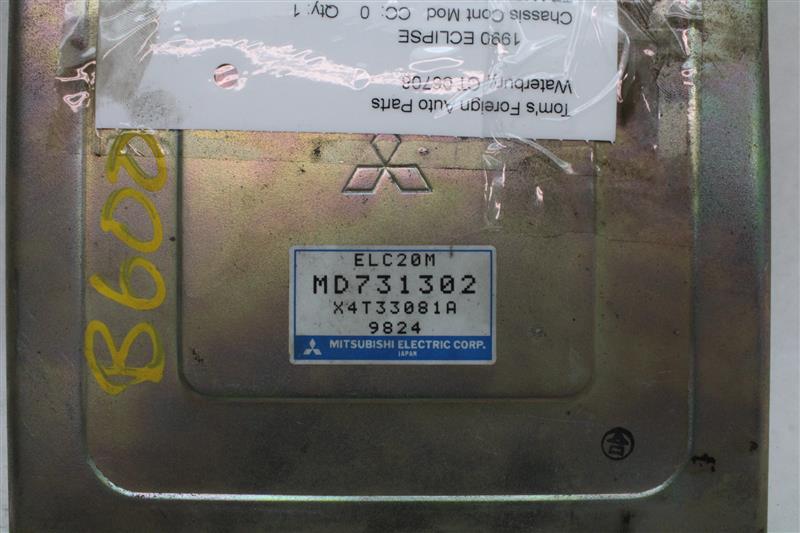 Tom's Foreign Auto Parts
Waterbury, CT 06708
1990 ECLIPSE
Chassis Cont Mod CC: 0 Qty: 1
B600
ELC20M
MD731302
X4T33081A
9824
MITSUBISHI ELECTRIC CORP.
JAPAN
合